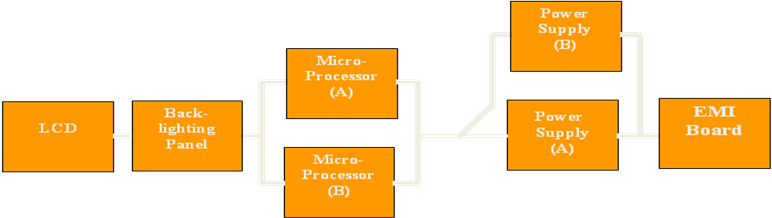 LCD
Back-
lighting
Panel
Micro-
Processor
(A)
Micro-
Processor
(B)
Power
Supply
(B)
Power
Supply
(A)
EMI
Board